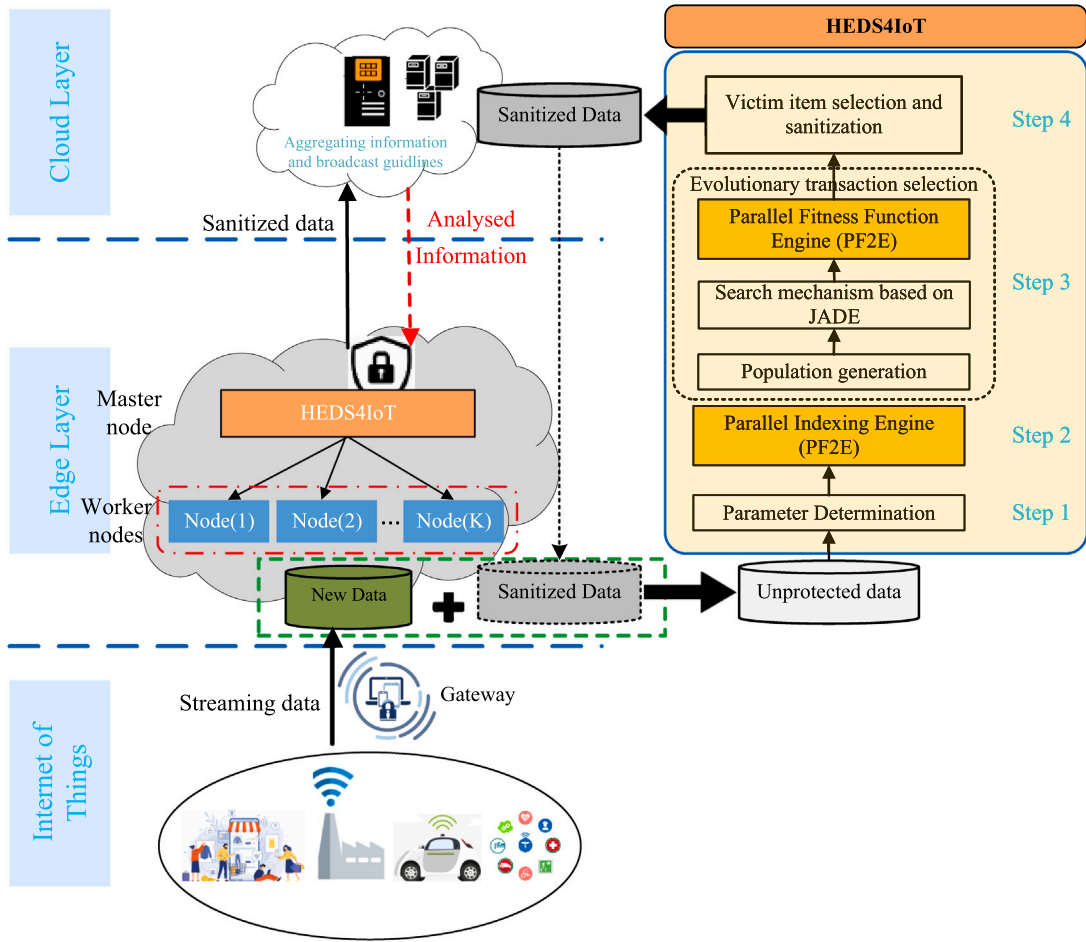 Cloud Layer
Aggregating information
and broadcast guidlines
Sanitized Data
Sanitized data
Analysed
Information
Edge Layer
Master
node
HEDS4IoT
Worker
nodes
Node(1)
Node(2)
...
Node(K)
New Data
+
Sanitized Data
Unprotected data
Internet of
Things
Streaming data
Gateway
HEDS4IoT
Victim item selection and
sanitization
Step 4
Evolutionary transaction selection
Parallel Fitness Function
Engine (PF2E)
Search mechanism based on
JADE
Step 3
Population generation
Parallel Indexing Engine
(PF2E)
Step 2
Parameter Determination
Step 1